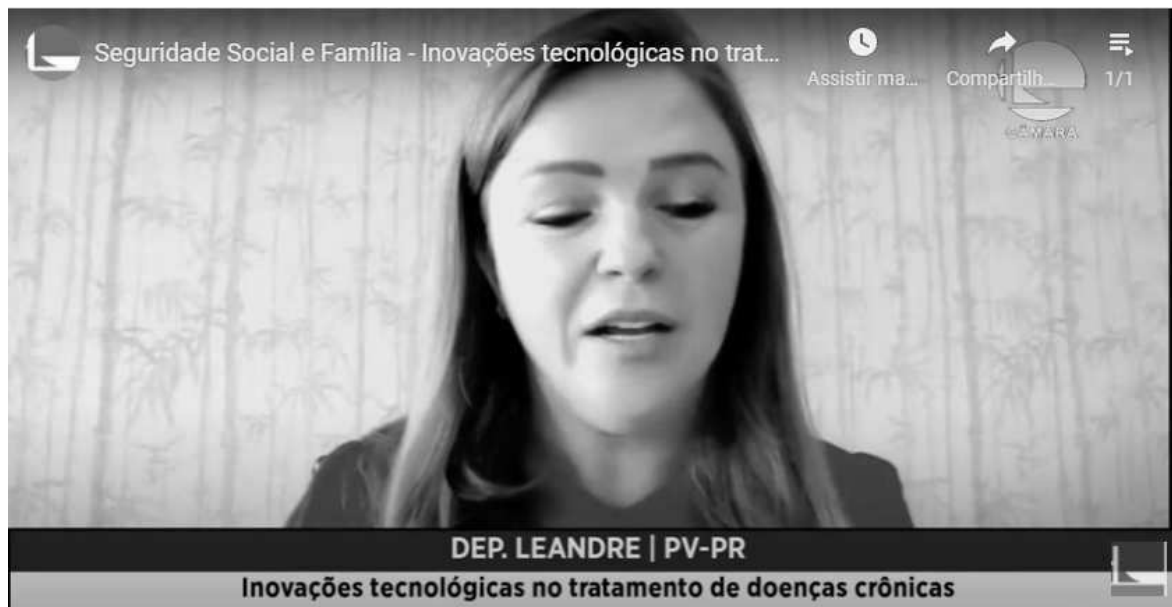 Seguridade Social e Família - Inovações tecnológicas no trat...
Assistir ma... Compartilh... 1/1
CÂMARA
DEP. LEANDRE | PV-PR
Inovações tecnológicas no tratamento de doenças crônicas